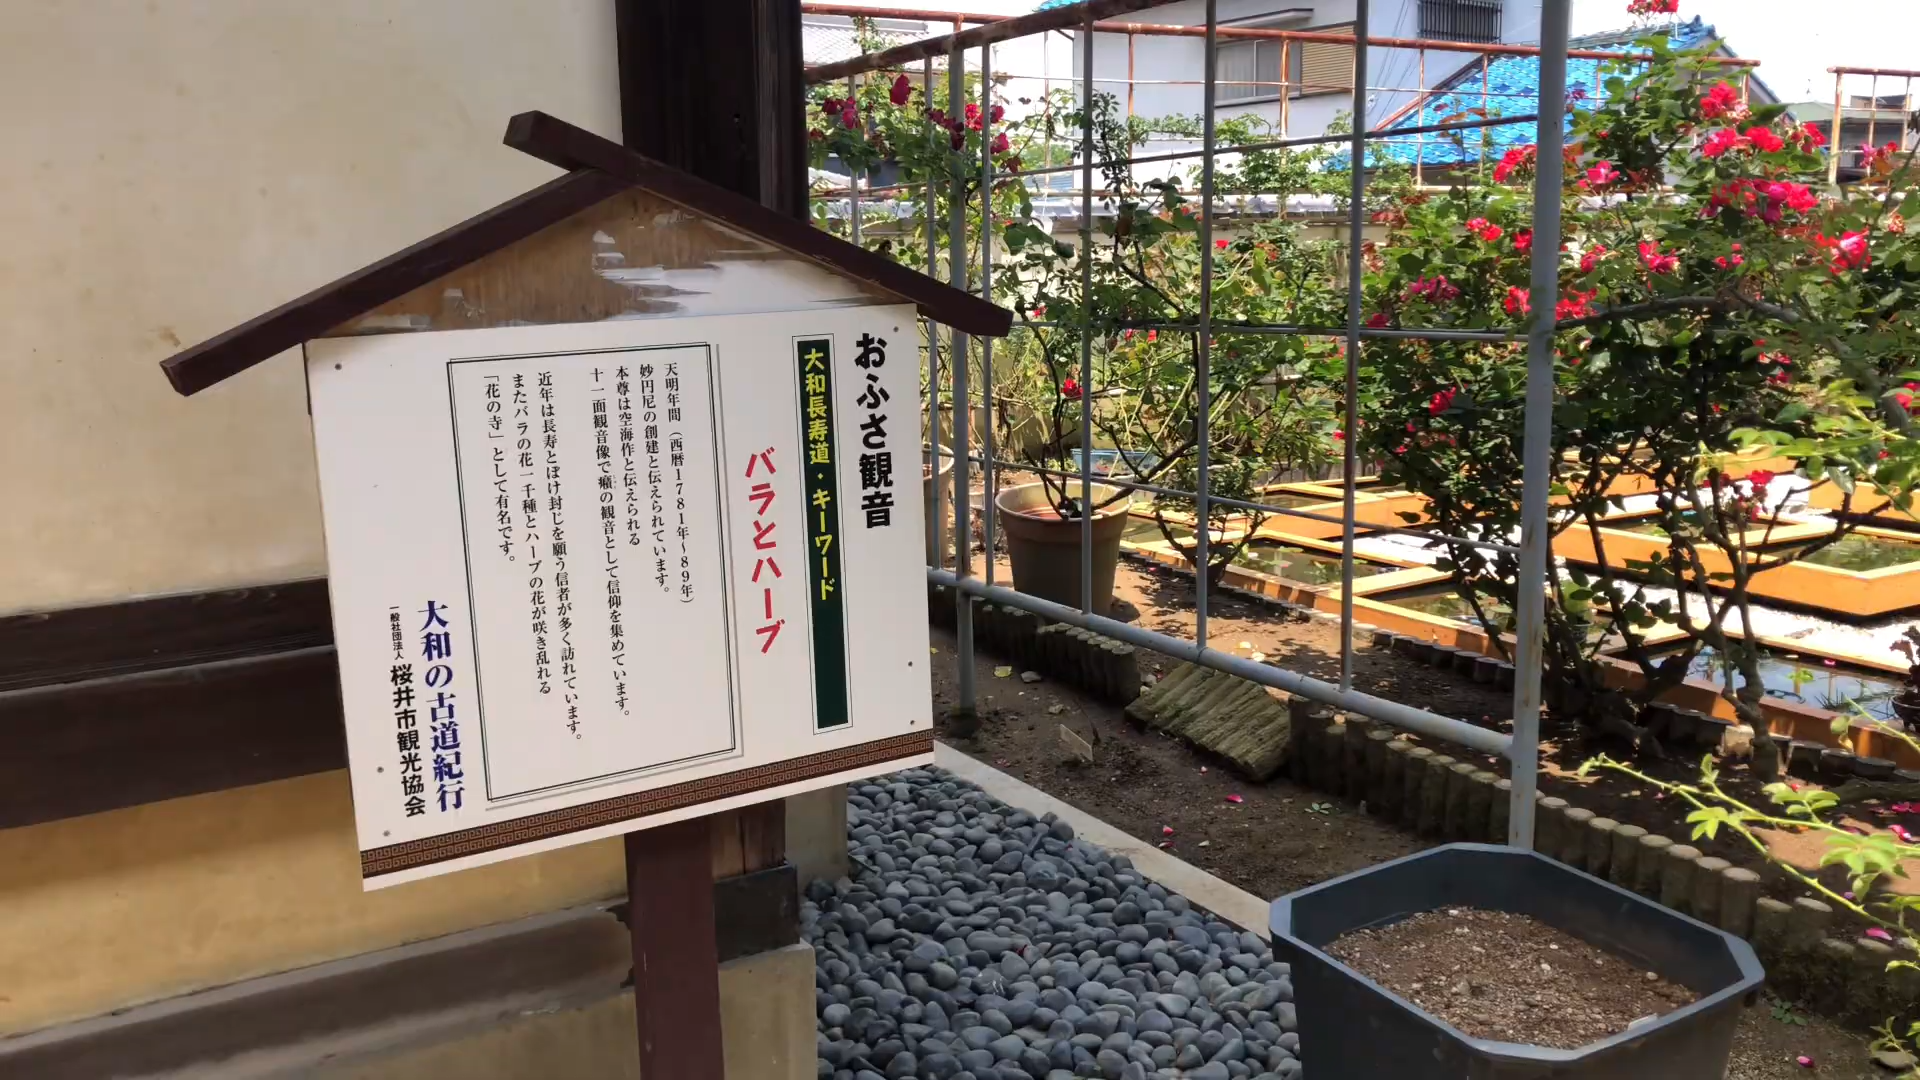 おふさ観音
大和長寿道・キーワード
バラとハーブ
天明年間（西暦1781年～89年）
妙円尼の創建と伝えられています。
本尊は空海作と伝えられる
十一面観音像で癪の観音として信仰を集めています。
近年は長寿とぼけ封じを願う信者が多く訪れています。
またバラの花一千種とハーブの花が咲き乱れる
「花の寺」として有名です。
大和の古道紀行
一般社団法人 桜井市観光協会